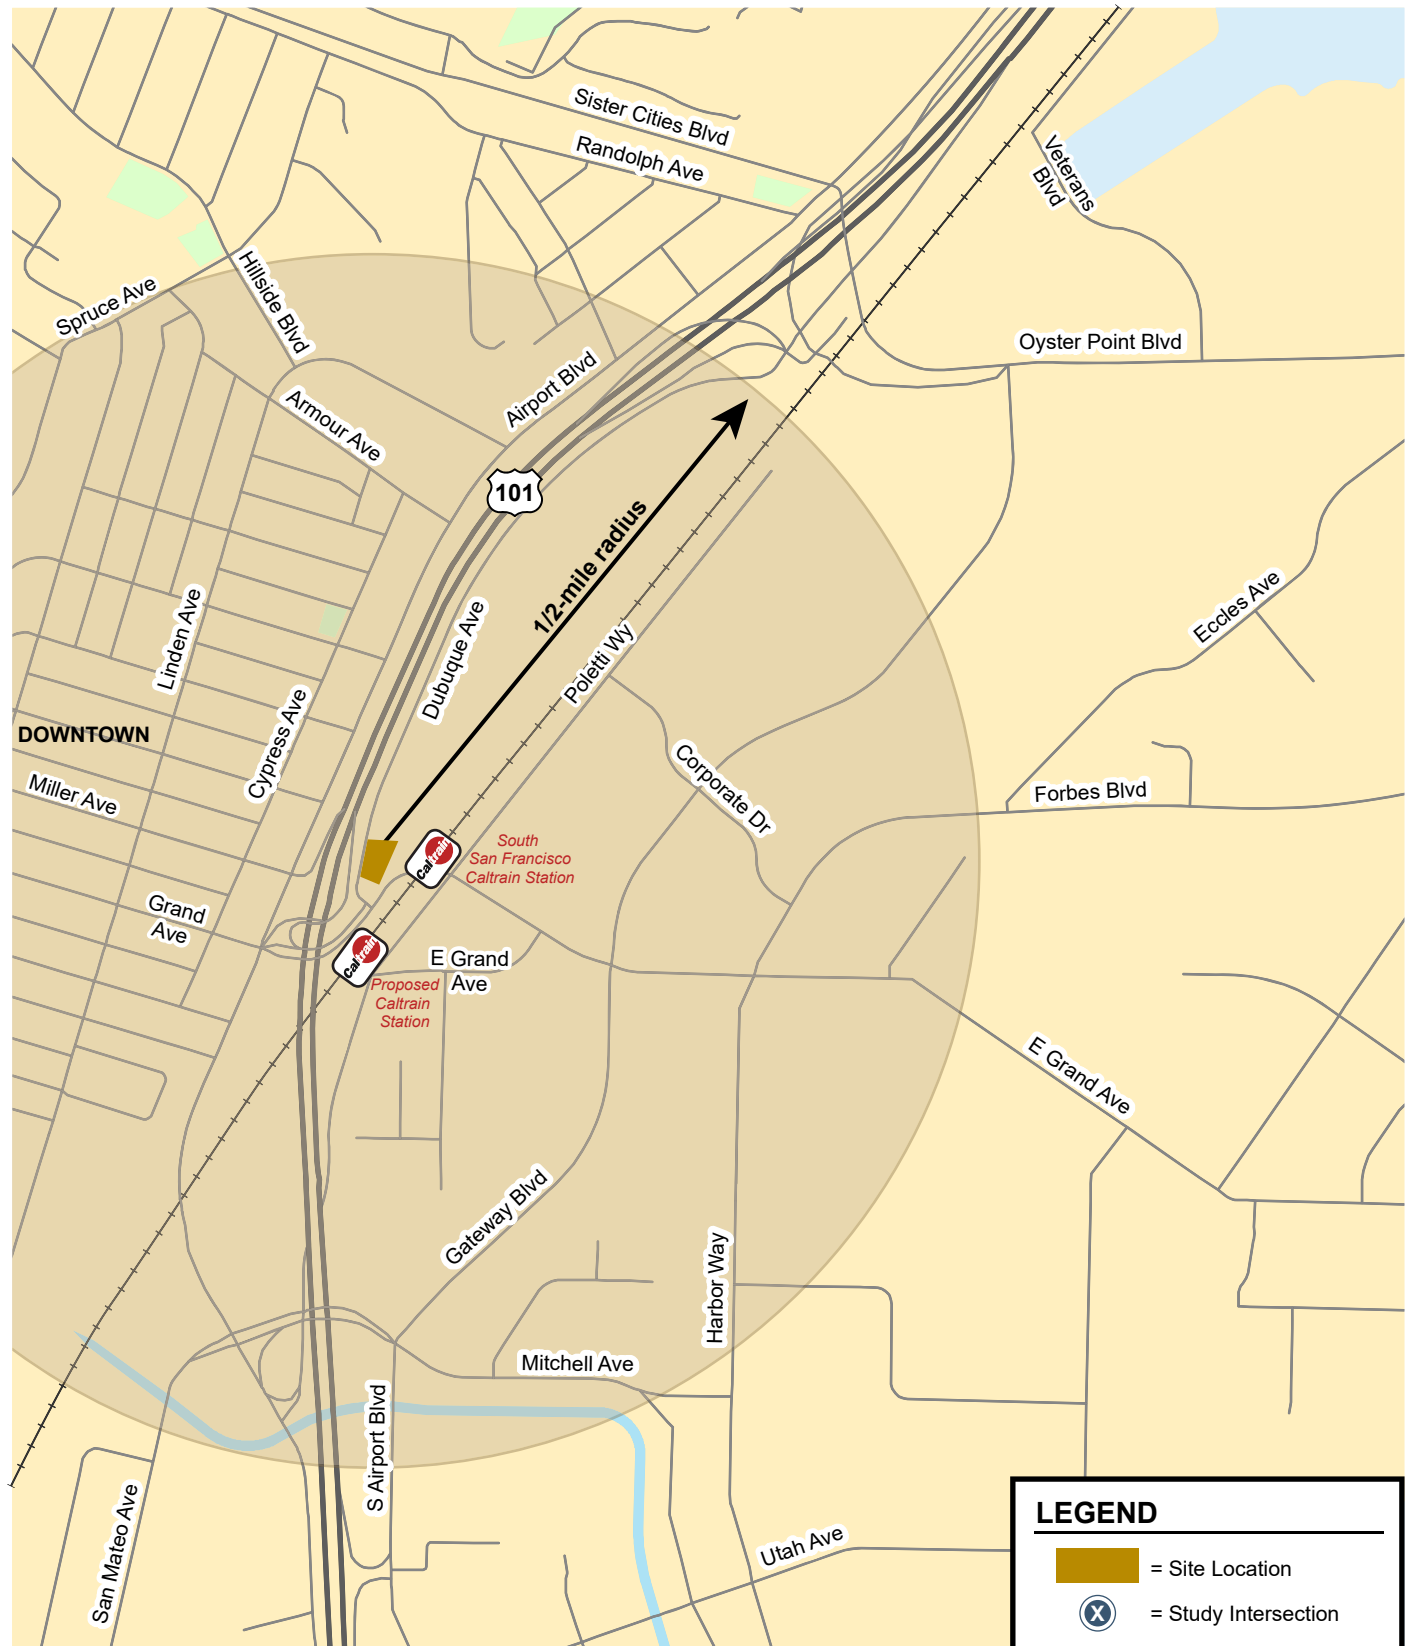 Sister Cities Blvd
Randolph Ave
Veterans
Blvd
Hillside Blvd
Spruce Ave
Oyster Point Blvd
Airport Blvd
Armour Ave
101
1/2-mile radius
Eccles Ave
Linden Ave
Dubuque Ave
Poletti Wy
Cypress Ave
DOWNTOWN
Miller Ave
Corporate Dr
Forbes Blvd
Caltrain
South
San Francisco
Caltrain Station
Grand
Ave
Caltrain
E Grand
Ave
Proposed
Caltrain
Station
E Grand Ave
Gateway Blvd
Harbor Way
Mitchell Ave
S Airport Blvd
San Mateo Ave
Utah Ave
LEGEND
= Site Location
X = Study Intersection